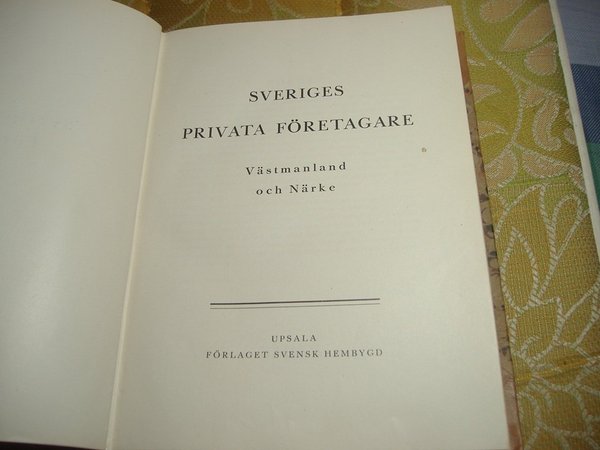 SVERIGES
PRIVATA FÖRETAGARE
Västmanland
och Närke
UPSALA
FÖRLAGET SVENSK HEMBYGD